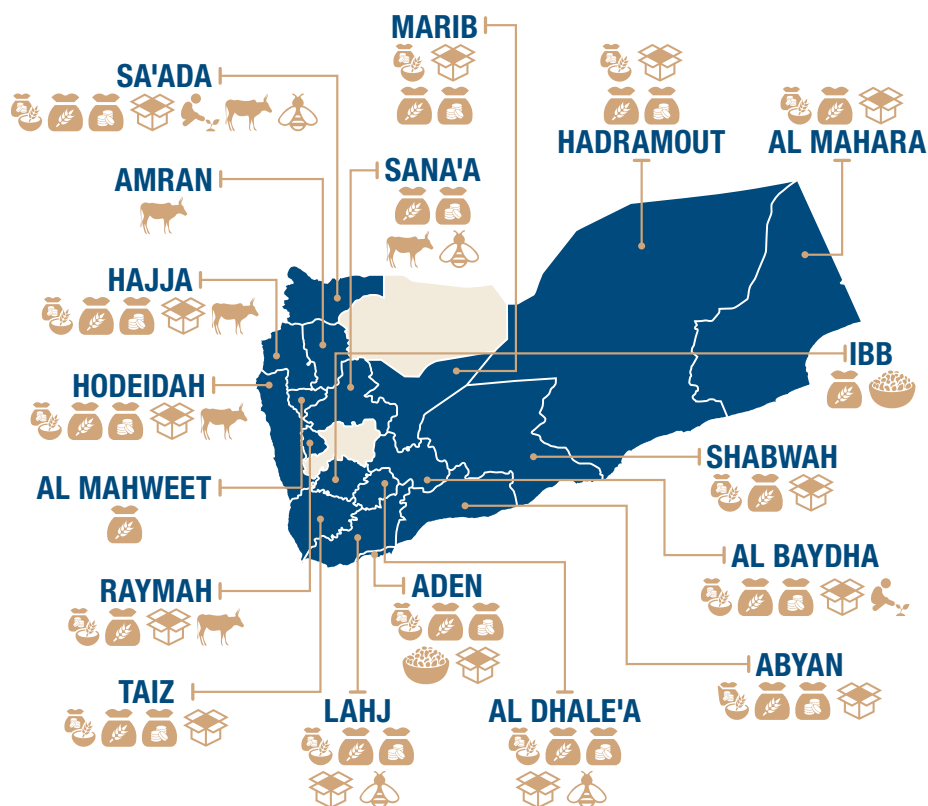 MARIB
SA'ADA
HADRAMOUT
AL MAHARA
AMRAN
SANA'A
HAJJA
IBB
HODEIDAH
SHABWAH
AL MAHWEET
AL BAYDHA
RAYMAH
ADEN
ABYAN
TAIZ
LAHJ
AL DHALE'A